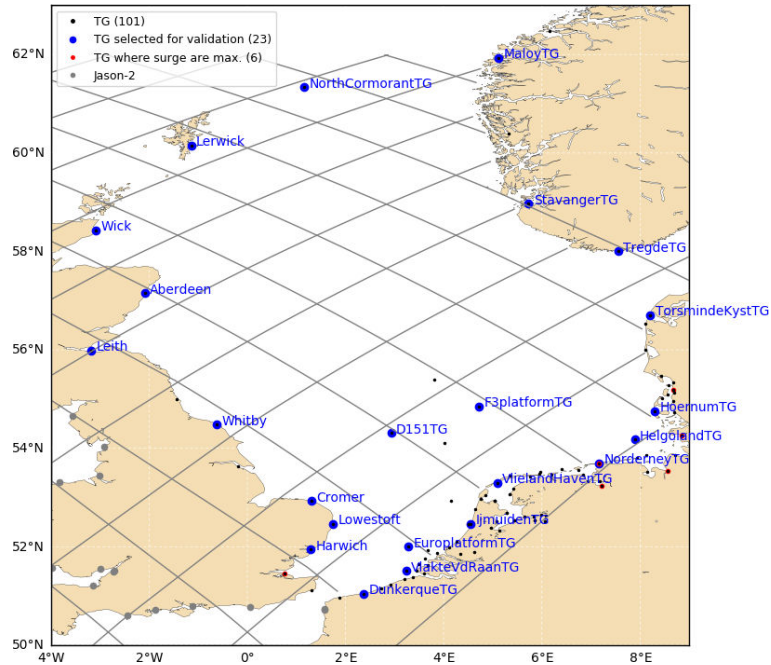 TG (101)
TG selected for validation (23)
TG where surge are max. (6)
Jason-2
62°N
60°N
58°N
56°N
54°N
52°N
50°N
4°W
2°W
0°
2°E
4°E
6°E
8°E
MaloyTG
NorthCormorantTG
Lerwick
StavangerTG
Wick
TregdeTG
Aberdeen
TorsmindeKystTG
Leith
F3platformTG
HoernumTG
Whitby
D151TG
HelgolandTG
NorderneyTG
VlielandHavenTG
Cromer
Lowestoft
IjmuidenTG
Harwich
EuroplatformTG
VlakteVdRaanTG
DunkerqueTG